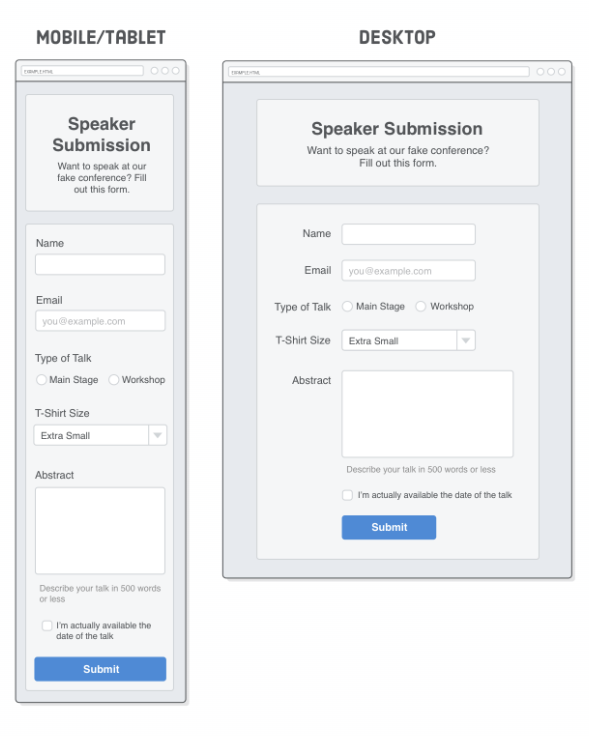 MOBILE/TABLET
EXAMPLE.HTML
Speaker
Submission
Want to speak at our
fake conference? Fill
out this form.
Name
Email
you@example.com
Type of Talk
Main Stage
Workshop
T-Shirt Size
Extra Small
Abstract
Describe your talk in 500 words
or less
I'm actually available the
date of the talk
Submit
DESKTOP
EXAMPLE.HTML
Speaker Submission
Want to speak at our fake conference?
Fill out this form.
Name
Email
you@example.com
Type of Talk
Main Stage
Workshop
T-Shirt Size
Extra Small
Abstract
Describe your talk in 500 words or less
I'm actually available the date of the talk
Submit